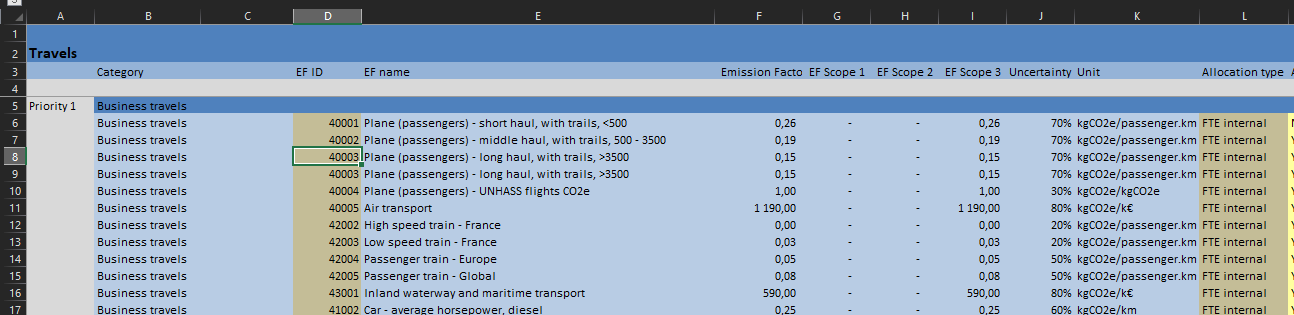 A B C D E F G H I J K L
1
2 Travels
3 Category EF ID EF name Emission Facto EF Scope 1 EF Scope 2 EF Scope 3 Uncertainty Unit Allocation type
4
5 Priority 1 Business travels
6 Business travels 40001 Plane (passengers) - short haul, with trails, <500 0,26 - - 0,26 70% kgCO2e/passenger.km FTE internal
7 Business travels 40002 Plane (passengers) - middle haul, with trails, 500 - 3500 0,19 - - 0,19 70% kgCO2e/passenger.km FTE internal
8 Business travels 40003 Plane (passengers) - long haul, with trails, >3500 0,15 - - 0,15 70% kgCO2e/passenger.km FTE internal
9 Business travels 40003 Plane (passengers) - long haul, with trails, >3500 0,15 - - 0,15 70% kgCO2e/passenger.km FTE internal
10 Business travels 40004 Plane (passengers) - UNHASS flights CO2e 1,00 - - 1,00 30% kgCO2e/kgCO2e FTE internal
11 Business travels 40005 Air transport 1 190,00 - - 1 190,00 80% kgCO2e/k€ FTE internal
12 Business travels 42002 High speed train - France 0,00 - - 0,00 20% kgCO2e/passenger.km FTE internal
13 Business travels 42003 Low speed train - France 0,03 - - 0,03 20% kgCO2e/passenger.km FTE internal
14 Business travels 42004 Passenger train - Europe 0,05 - - 0,05 50% kgCO2e/passenger.km FTE internal
15 Business travels 42005 Passenger train - Global 0,08 - - 0,08 50% kgCO2e/passenger.km FTE internal
16 Business travels 43001 Inland waterway and maritime transport 590,00 - - 590,00 80% kgCO2e/k€ FTE internal
17 Business travels 41002 Car - average horsepower, diesel 0,25 - - 0,25 60% kgCO2e/km FTE internal